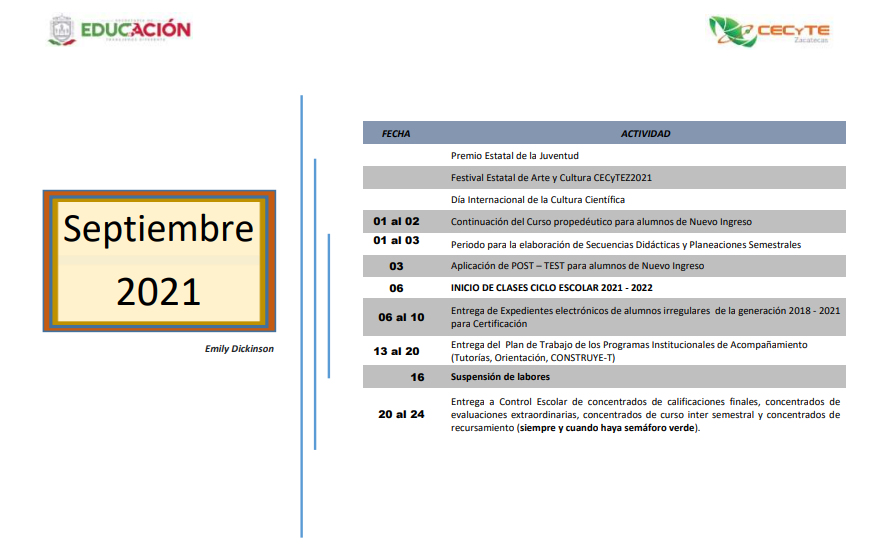 EDUCACIÓN
CECyTE
Zacatecas
Septiembre
2021
Emily Dickinson
FECHA ACTIVIDAD
Premio Estatal de la Juventud
Festival Estatal de Arte y Cultura CECyTEZ2021
Día Internacional de la Cultura Científica
01 al 02 Continuación del Curso propedéutico para alumnos de Nuevo Ingreso
01 al 03 Periodo para la elaboración de Secuencias Didácticas y Planeaciones Semestrales
03 Aplicación de POST – TEST para alumnos de Nuevo Ingreso
06 INICIO DE CLASES CICLO ESCOLAR 2021 - 2022
06 al 10 Entrega de Expedientes electrónicos de alumnos irregulares de la generación 2018 - 2021
para Certificación
13 al 20 Entrega del Plan de Trabajo de los Programas Institucionales de Acompañamiento
(Tutorías, Orientación, CONSTRUYE-T)
16 Suspensión de labores
20 al 24 Entrega a Control Escolar de concentrados de calificaciones finales, concentrados de
evaluaciones extraordinarias, concentrados de curso inter semestral y concentrados de
recursamiento (siempre y cuando haya semáforo verde).